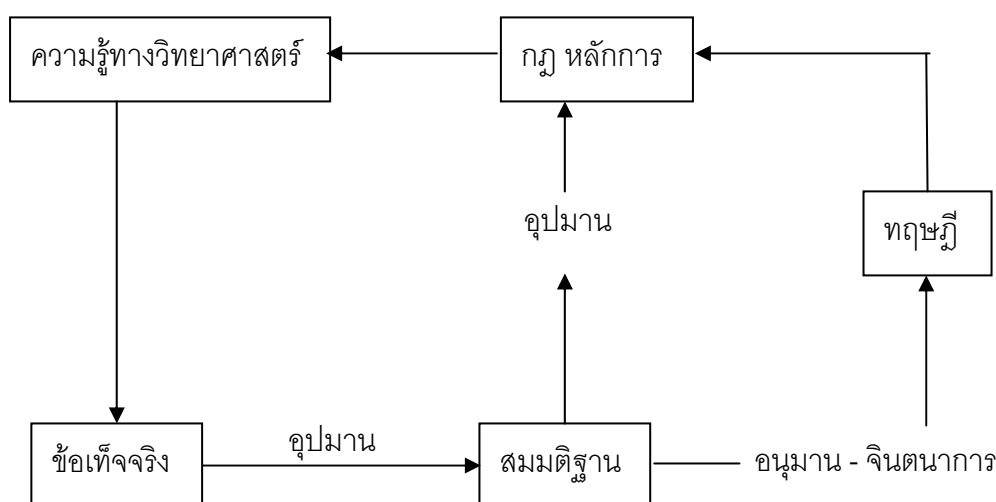 ความรู้ทางวิทยาศาสตร์
กฎ หลักการ
อุปมาน
ทฤษฎี
ข้อเท็จจริง
อุปมาน
สมมติฐาน
อนุมาน - จินตนาการ